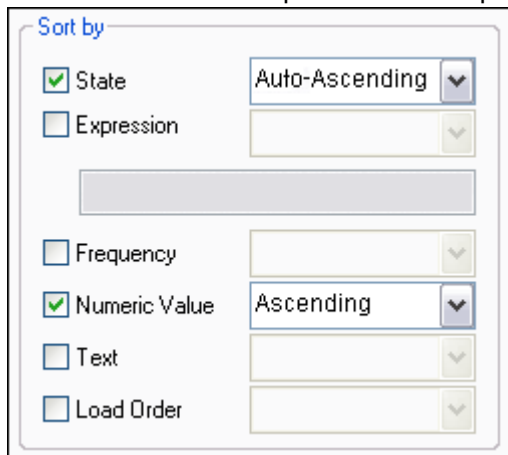 Sort by
State Auto-Ascending
Expression
Frequency
Numeric Value Ascending
Text
Load Order